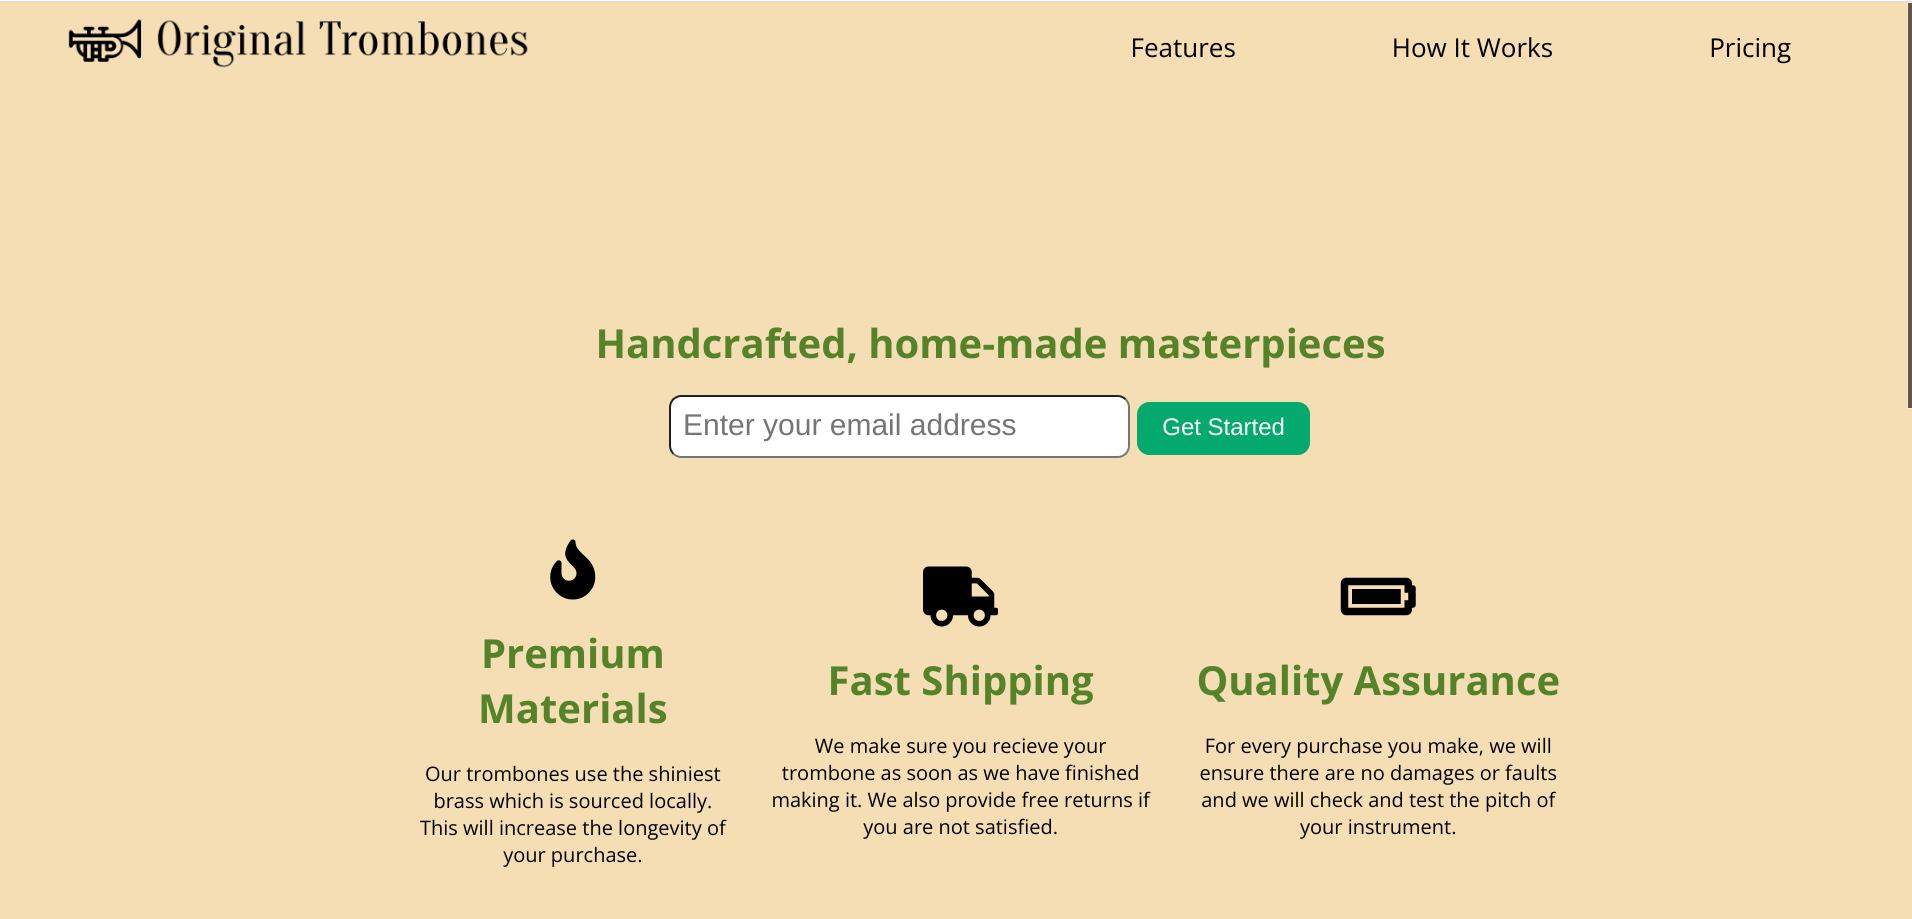 Original Trombones
Features
How It Works
Pricing
Handcrafted, home-made masterpieces
Enter your email address
Get Started
Premium
Materials
Our trombones use the shiniest
brass which is sourced locally.
This will increase the longevity of
your purchase.
Fast Shipping
We make sure you recieve your
trombone as soon as we have finished
making it. We also provide free returns if
you are not satisfied.
Quality Assurance
For every purchase you make, we will
ensure there are no damages or faults
and we will check and test the pitch of
your instrument.